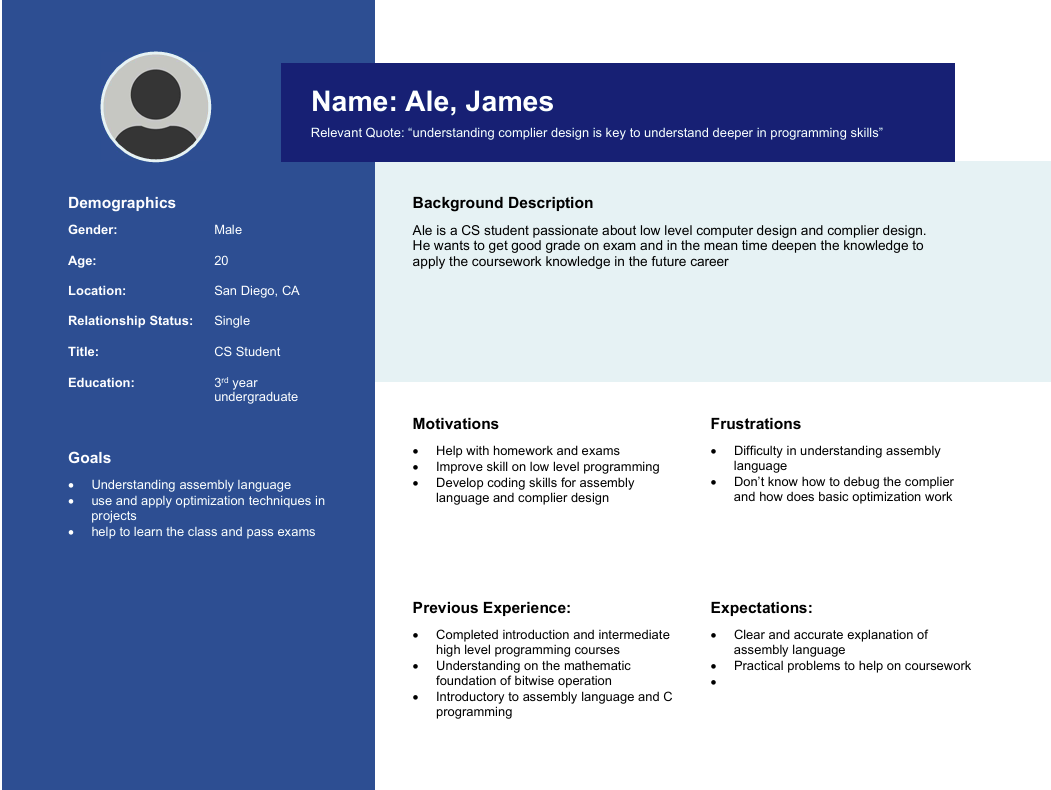 Name: Ale, James
Relevant Quote: “understanding complier design is key to understand deeper in programming skills”
Demographics
Gender: Male
Age: 20
Location: San Diego, CA
Relationship Status: Single
Title: CS Student
Education: 3rd year
undergraduate
Goals
• Understanding assembly language
• use and apply optimization techniques in
projects
• help to learn the class and pass exams
Background Description
Ale is a CS student passionate about low level computer design and complier design.
He wants to get good grade on exam and in the mean time deepen the knowledge to
apply the coursework knowledge in the future career
Motivations
• Help with homework and exams
• Improve skill on low level programming
• Develop coding skills for assembly
language and complier design
Frustrations
• Difficulty in understanding assembly
language
• Don’t know how to debug the complier
and how does basic optimization work
Previous Experience:
• Completed introduction and intermediate
high level programming courses
• Understanding on the mathematic
foundation of bitwise operation
• Introductory to assembly language and C
programming
Expectations:
• Clear and accurate explanation of
assembly language
• Practical problems to help on coursework
•